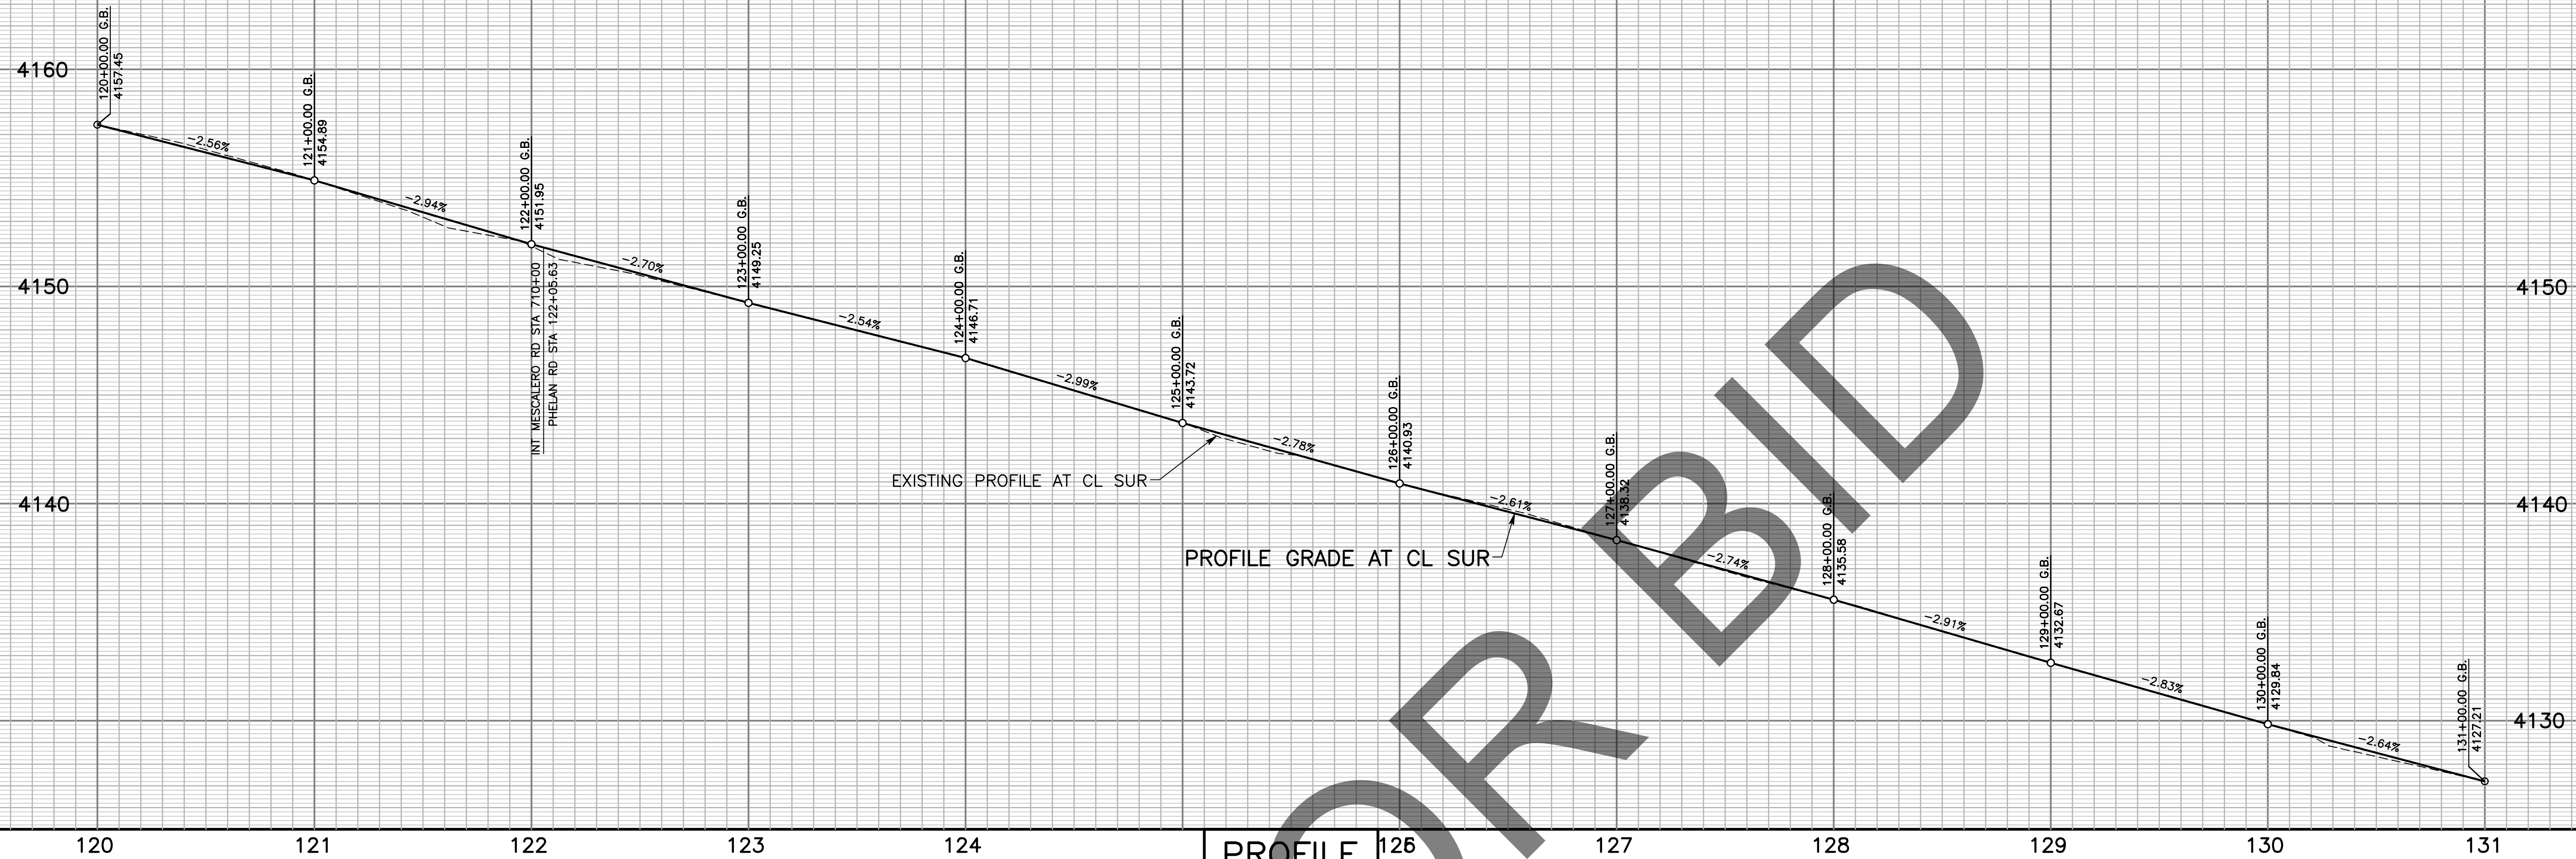 4160
4150
4140
4150
4140
4130
120+00.00 G.B.
4157.45
-2.56%
121+00.00 G.B.
4154.89
-2.94%
122+00.00 G.B.
4151.95
INT MESCALERO RD STA 710+00
PHELAN RD STA 122+05.63
-2.70%
123+00.00 G.B.
4149.25
-2.54%
124+00.00 G.B.
4146.71
-2.99%
125+00.00 G.B.
4143.72
EXISTING PROFILE AT CL SUR
-2.78%
126+00.00 G.B.
4140.93
-2.61%
PROFILE GRADE AT CL SUR
127+00.00 G.B.
4138.32
-2.74%
128+00.00 G.B.
4135.58
-2.91%
129+00.00 G.B.
4132.67
-2.83%
130+00.00 G.B.
4129.84
-2.64%
131+00.00 G.B.
4127.21
OR BID
120 121 122 123 124 126 127 128 129 130 131
PROFILE